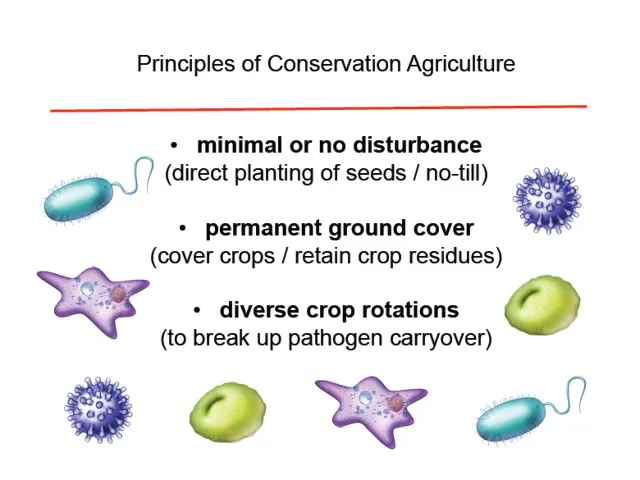 Principles of Conservation Agriculture
• minimal or no disturbance
(direct planting of seeds / no-till)
• permanent ground cover
(cover crops / retain crop residues)
• diverse crop rotations
(to break up pathogen carryover)